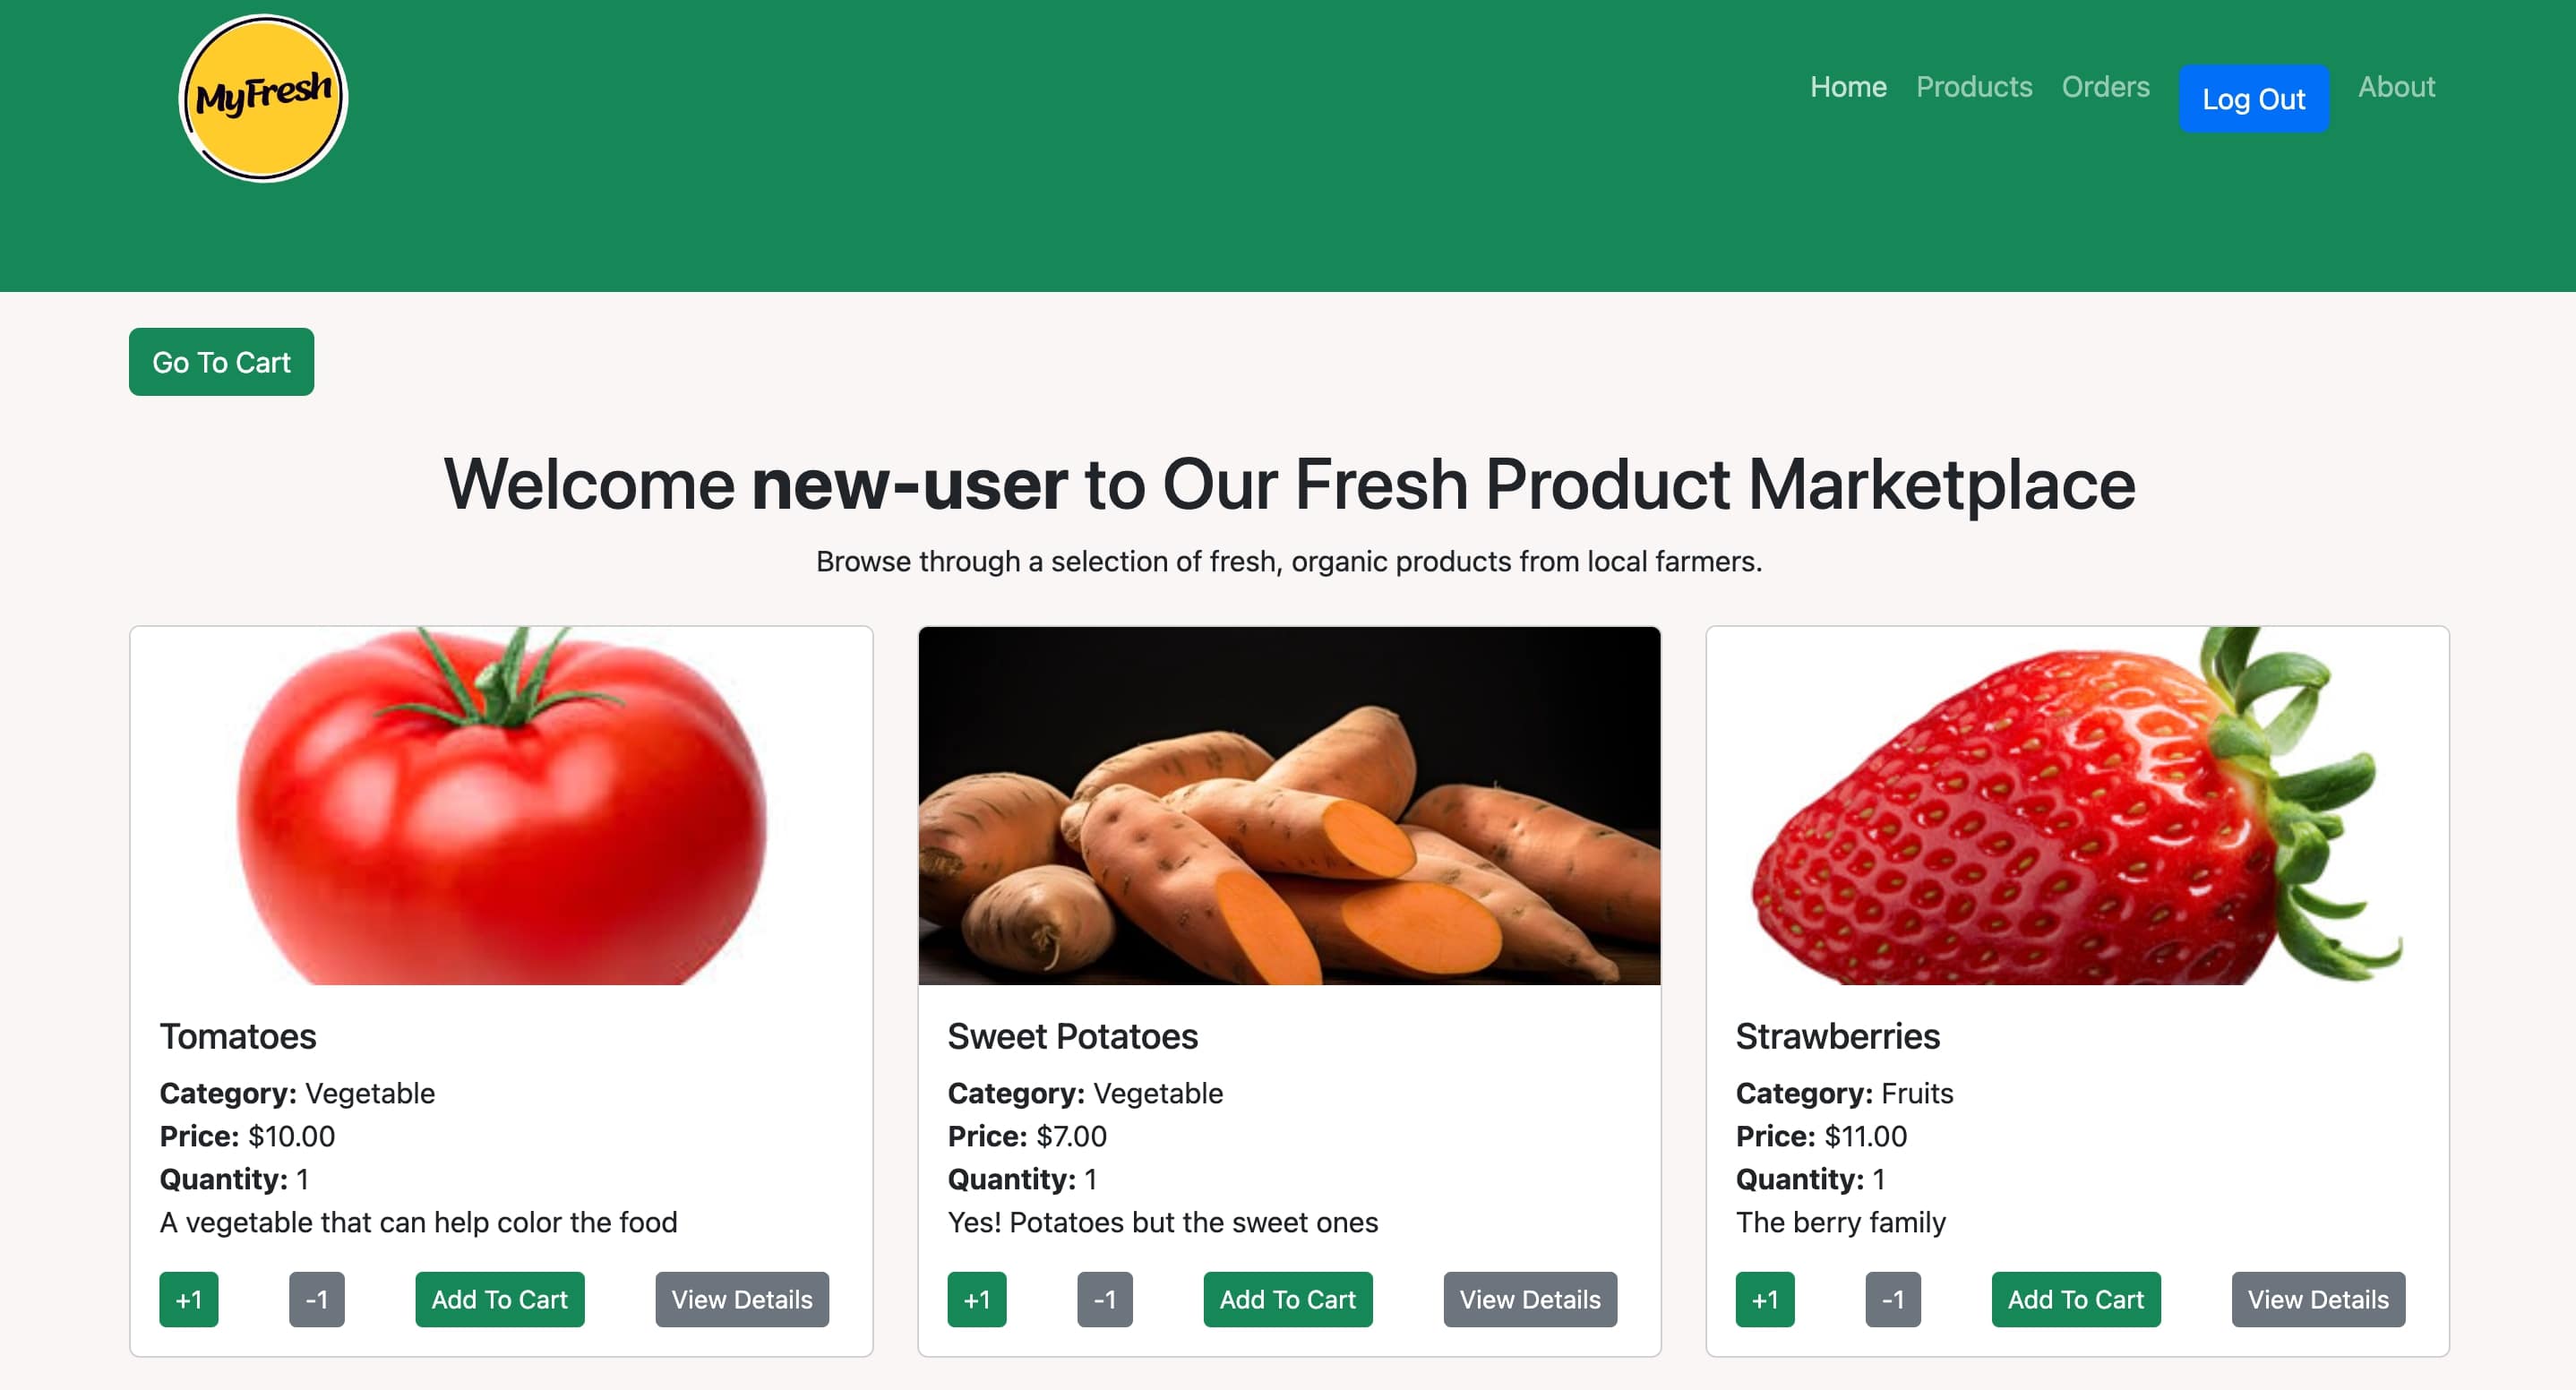 MyFresh
Home Products Orders Log Out About
Go To Cart
Welcome new-user to Our Fresh Product Marketplace
Browse through a selection of fresh, organic products from local farmers.
Tomatoes
Category: Vegetable
Price: $10.00
Quantity: 1
A vegetable that can help color the food
+1 -1 Add To Cart View Details
Sweet Potatoes
Category: Vegetable
Price: $7.00
Quantity: 1
Yes! Potatoes but the sweet ones
+1 -1 Add To Cart View Details
Strawberries
Category: Fruits
Price: $11.00
Quantity: 1
The berry family
+1 -1 Add To Cart View Details